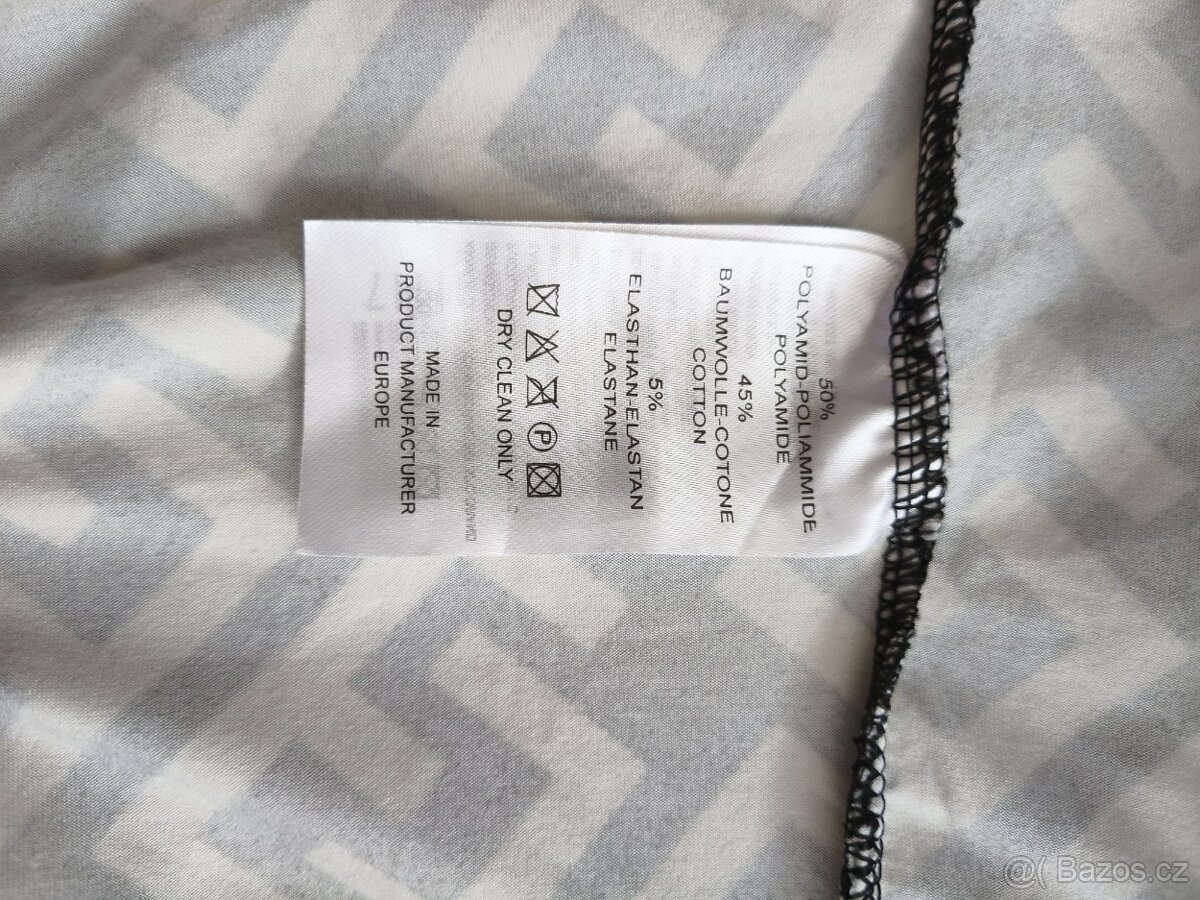 50%
POLYAMID-POLIAMMIDE
POLYAMIDE
45%
BAUMWOLLE-COTONE
COTTON
5%
ELASTHAN-ELASTAN
ELASTANE
P
DRY CLEAN ONLY
MADE IN
PRODUCT MANUFACTURER
EUROPE
@( Bazos.cz